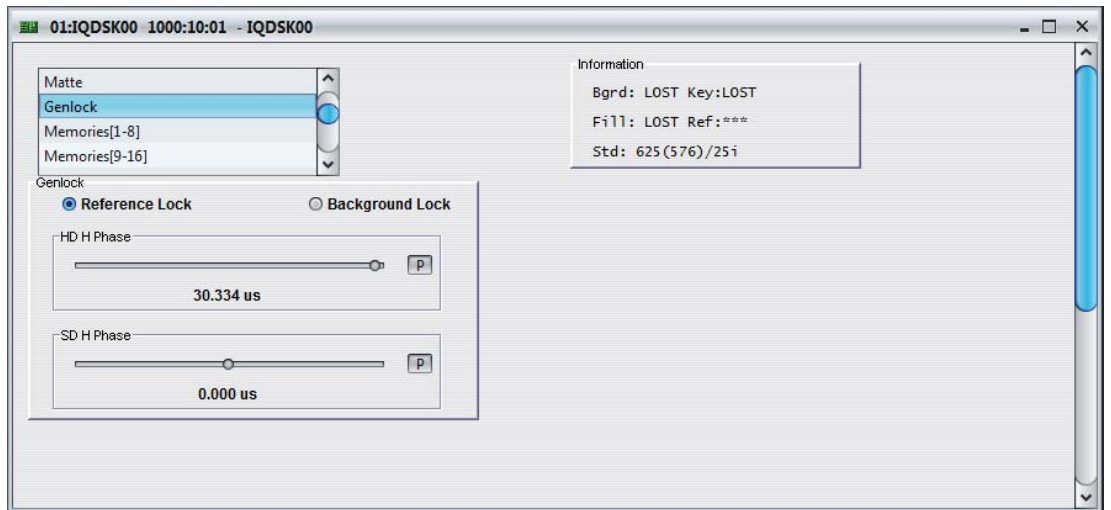 01:IQDSK00 1000:10:01 - IQDSK00
Matte
Genlock
Memories[1-8]
Memories[9-16]
Information
Bgrd: LOST Key:LOST
Fill: LOST Ref:***
Std: 625(576)/25i
Genlock
Reference Lock
Background Lock
HD H Phase
P
30.334 us
SD H Phase
P
0.000 us